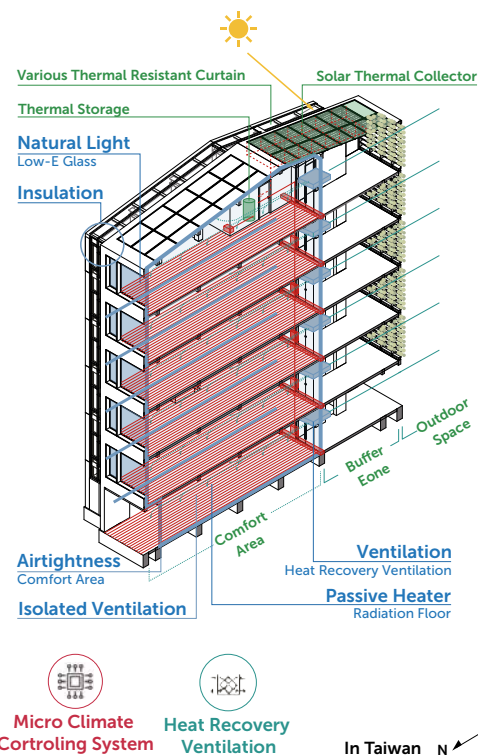 Various Thermal Resistant Curtain
Solar Thermal Collector
Thermal Storage
Natural Light
Low-E Glass
Insulation
Outdoor
Space
Buffer
Eone
Comfort
Area
Airtightness
Comfort Area
Ventilation
Heat Recovery Ventilation
Isolated Ventilation
Passive Heater
Radiation Floor
Micro Climate
Cortroling System
Heat Recovery
Ventilation
In Taiwan N